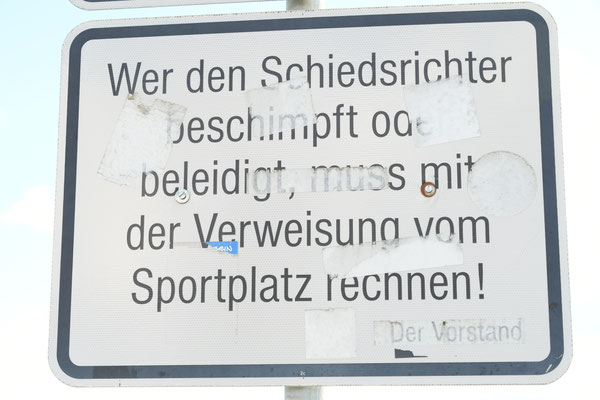 Wer den Schiedsrichter
beschimpft oder
beleidigt, muss mit
der Verweisung vom
Sportplatz rechnen!
Der Vorstand